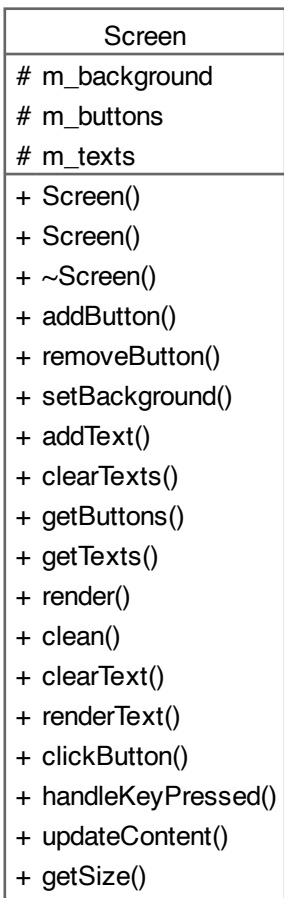 Screen
# m_background
# m_buttons
# m_texts
+ Screen()
+ Screen()
+ ~Screen()
+ addButton()
+ removeButton()
+ setBackground()
+ addText()
+ clearTexts()
+ getButtons()
+ getTexts()
+ render()
+ clean()
+ clearText()
+ renderText()
+ clickButton()
+ handleKeyPressed()
+ updateContent()
+ getSize()